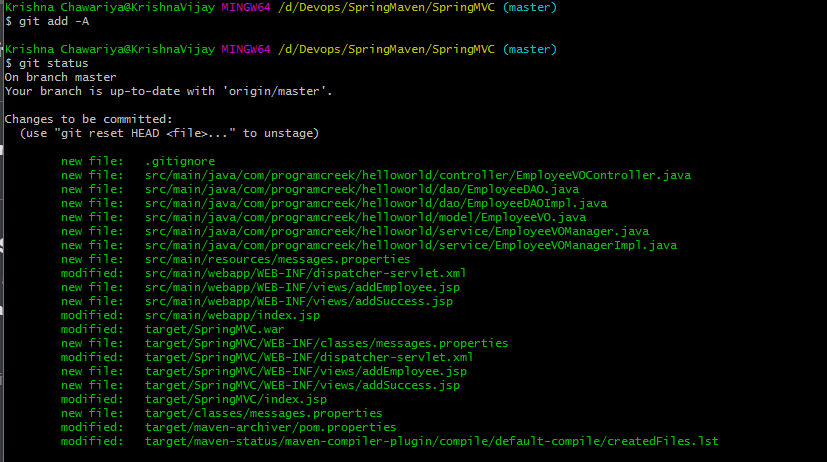 Krishna Chawariya@KrishnaVijay MINGW64 /d/Devops/SpringMaven/SpringMVC (master)
$ git add -A
Krishna Chawariya@KrishnaVijay MINGW64 /d/Devops/SpringMaven/SpringMVC (master)
$ git status
On branch master
Your branch is up-to-date with 'origin/master'.
Changes to be committed:
(use "git reset HEAD <file>..." to unstage)
new file: .gitignore
new file: src/main/java/com/programcreek/helloworld/controller/EmployeeVOController.java
new file: src/main/java/com/programcreek/helloworld/dao/EmployeeDAO.java
new file: src/main/java/com/programcreek/helloworld/dao/EmployeeDAOImpl.java
new file: src/main/java/com/programcreek/helloworld/model/EmployeeVO.java
new file: src/main/java/com/programcreek/helloworld/service/EmployeeVOManager.java
new file: src/main/java/com/programcreek/helloworld/service/EmployeeVOManagerImpl.java
new file: src/main/resources/messages.properties
modified: src/main/webapp/WEB-INF/dispatcher-servlet.xml
new file: src/main/webapp/WEB-INF/views/addEmployee.jsp
new file: src/main/webapp/WEB-INF/views/addSuccess.jsp
modified: src/main/webapp/index.jsp
modified: target/SpringMVC.war
new file: target/SpringMVC/WEB-INF/classes/messages.properties
modified: target/SpringMVC/WEB-INF/dispatcher-servlet.xml
new file: target/SpringMVC/WEB-INF/views/addEmployee.jsp
new file: target/SpringMVC/WEB-INF/views/addSuccess.jsp
modified: target/SpringMVC/index.jsp
new file: target/classes/messages.properties
modified: target/maven-archiver/pom.properties
modified: target/maven-status/maven-compiler-plugin/compile/default-compile/createdFiles.lst